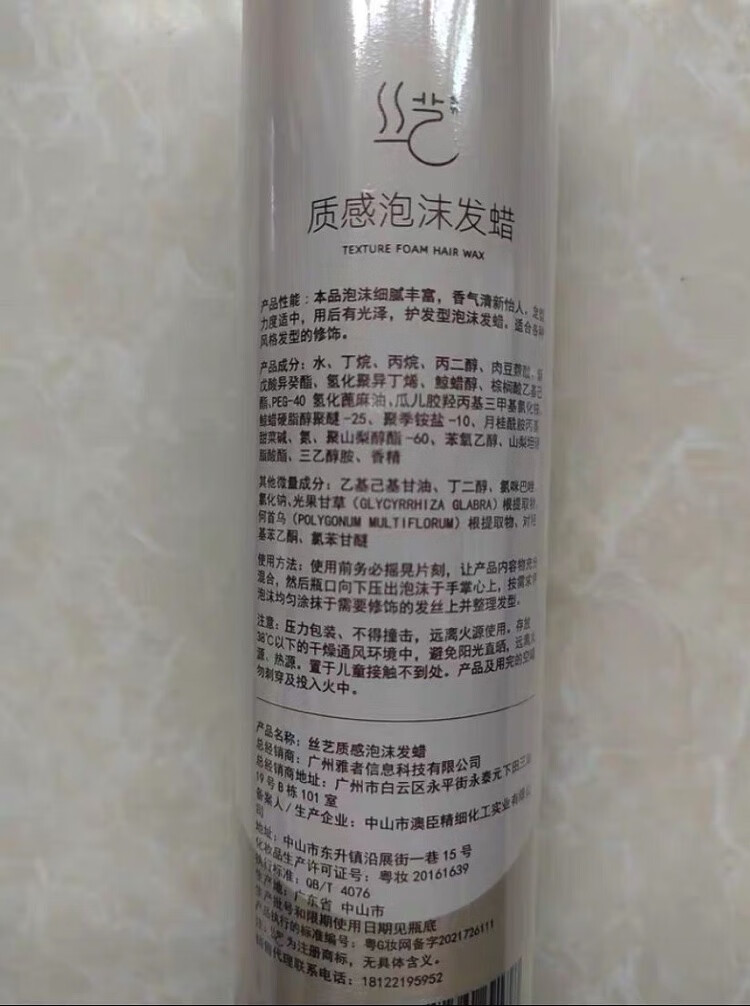 丝艺
质感泡沫发蜡
TEXTURE FOAM HAIR WAX
产品性能：本品泡沫细腻丰富，香气清新怡人，定型
力度适中，用后有光泽，护发型泡沫发蜡。适合各种
风格发型的修饰。
产品成分：水、丁烷、丙烷、丙二醇、肉豆蔻酸、
戊酸异癸酯、氢化聚异丁烯、鲸蜡醇、棕榈酸乙基己
酯、PEG-40 氢化蓖麻油、瓜儿胶羟丙基三甲基氯化铵、
鲸蜡硬脂醇聚醚-25、聚季铵盐-10、月桂酰胺丙基
甜菜碱、氮、聚山梨醇酯-60、苯氧乙醇、山梨坦硬
脂酸酯、三乙醇胺、香精
其他微量成分：乙基己基甘油、丁二醇、氯咪巴唑
氯化钠、光果甘草（GLYCYRRHIZA GLABRA）根提取物、
何首乌（POLYGONUM MULTIFLORUM）根提取物、对羟
基苯乙酮、氯苯甘醚
使用方法：使用前务必摇晃片刻，让产品内容物充分
混合，然后瓶口向下压出泡沫于手掌心上，按需求将
泡沫均匀涂抹于需要修饰的发丝上并整理发型。
注意：压力包装、不得撞击，远离火源使用。存放
38℃以下的干燥通风环境中，避免阳光直晒，远离火
源、热源。置于儿童接触不到处。产品及用完的空罐
勿刺穿及投入火中。
产品名称：丝艺质感泡沫发蜡
总经销商：广州雅者信息科技有限公司
总经销商地址：广州市白云区永平街永泰元下田三
19号B栋101室
备案人/生产企业：中山市澳臣精细化工实业有限公
司
地址：中山市东升镇沿展街一巷15号
化妆品生产许可证号：粤妆20161639
执行标准：QB/T 4076
生产地：广东省 中山市
生产批号和限期使用日期见瓶底
产品执行的标准编号：粤G妆网备字2021726111
注：为注册商标，无具体含义。
代理联系电话：18122195952